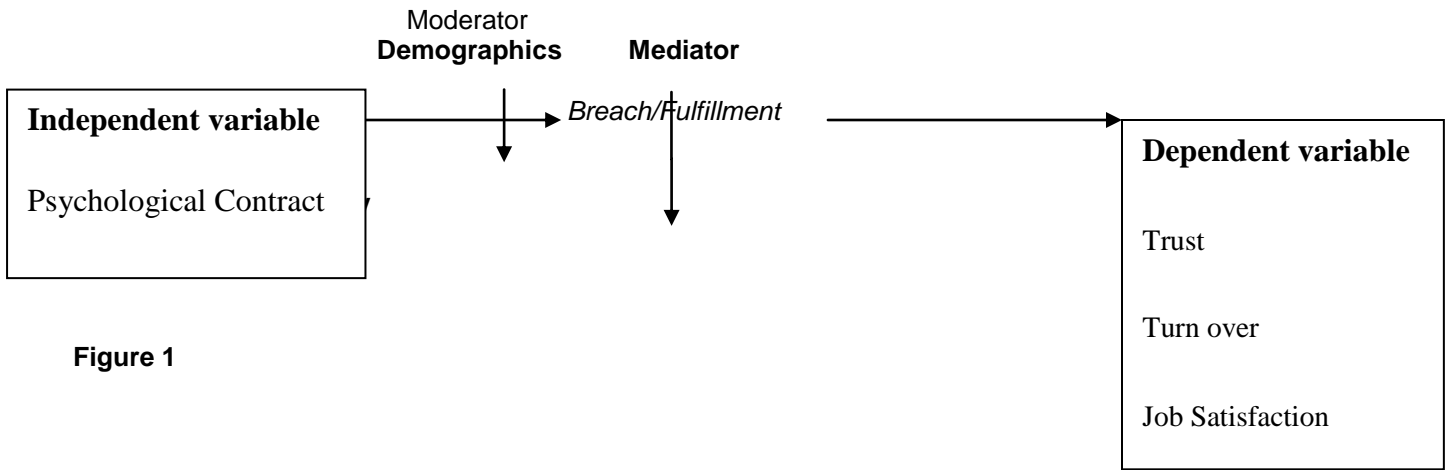 Moderator
Demographics Mediator
Independent variable
Psychological Contract
Breach/Fulfillment
Dependent variable
Trust
Turn over
Job Satisfaction
Figure 1